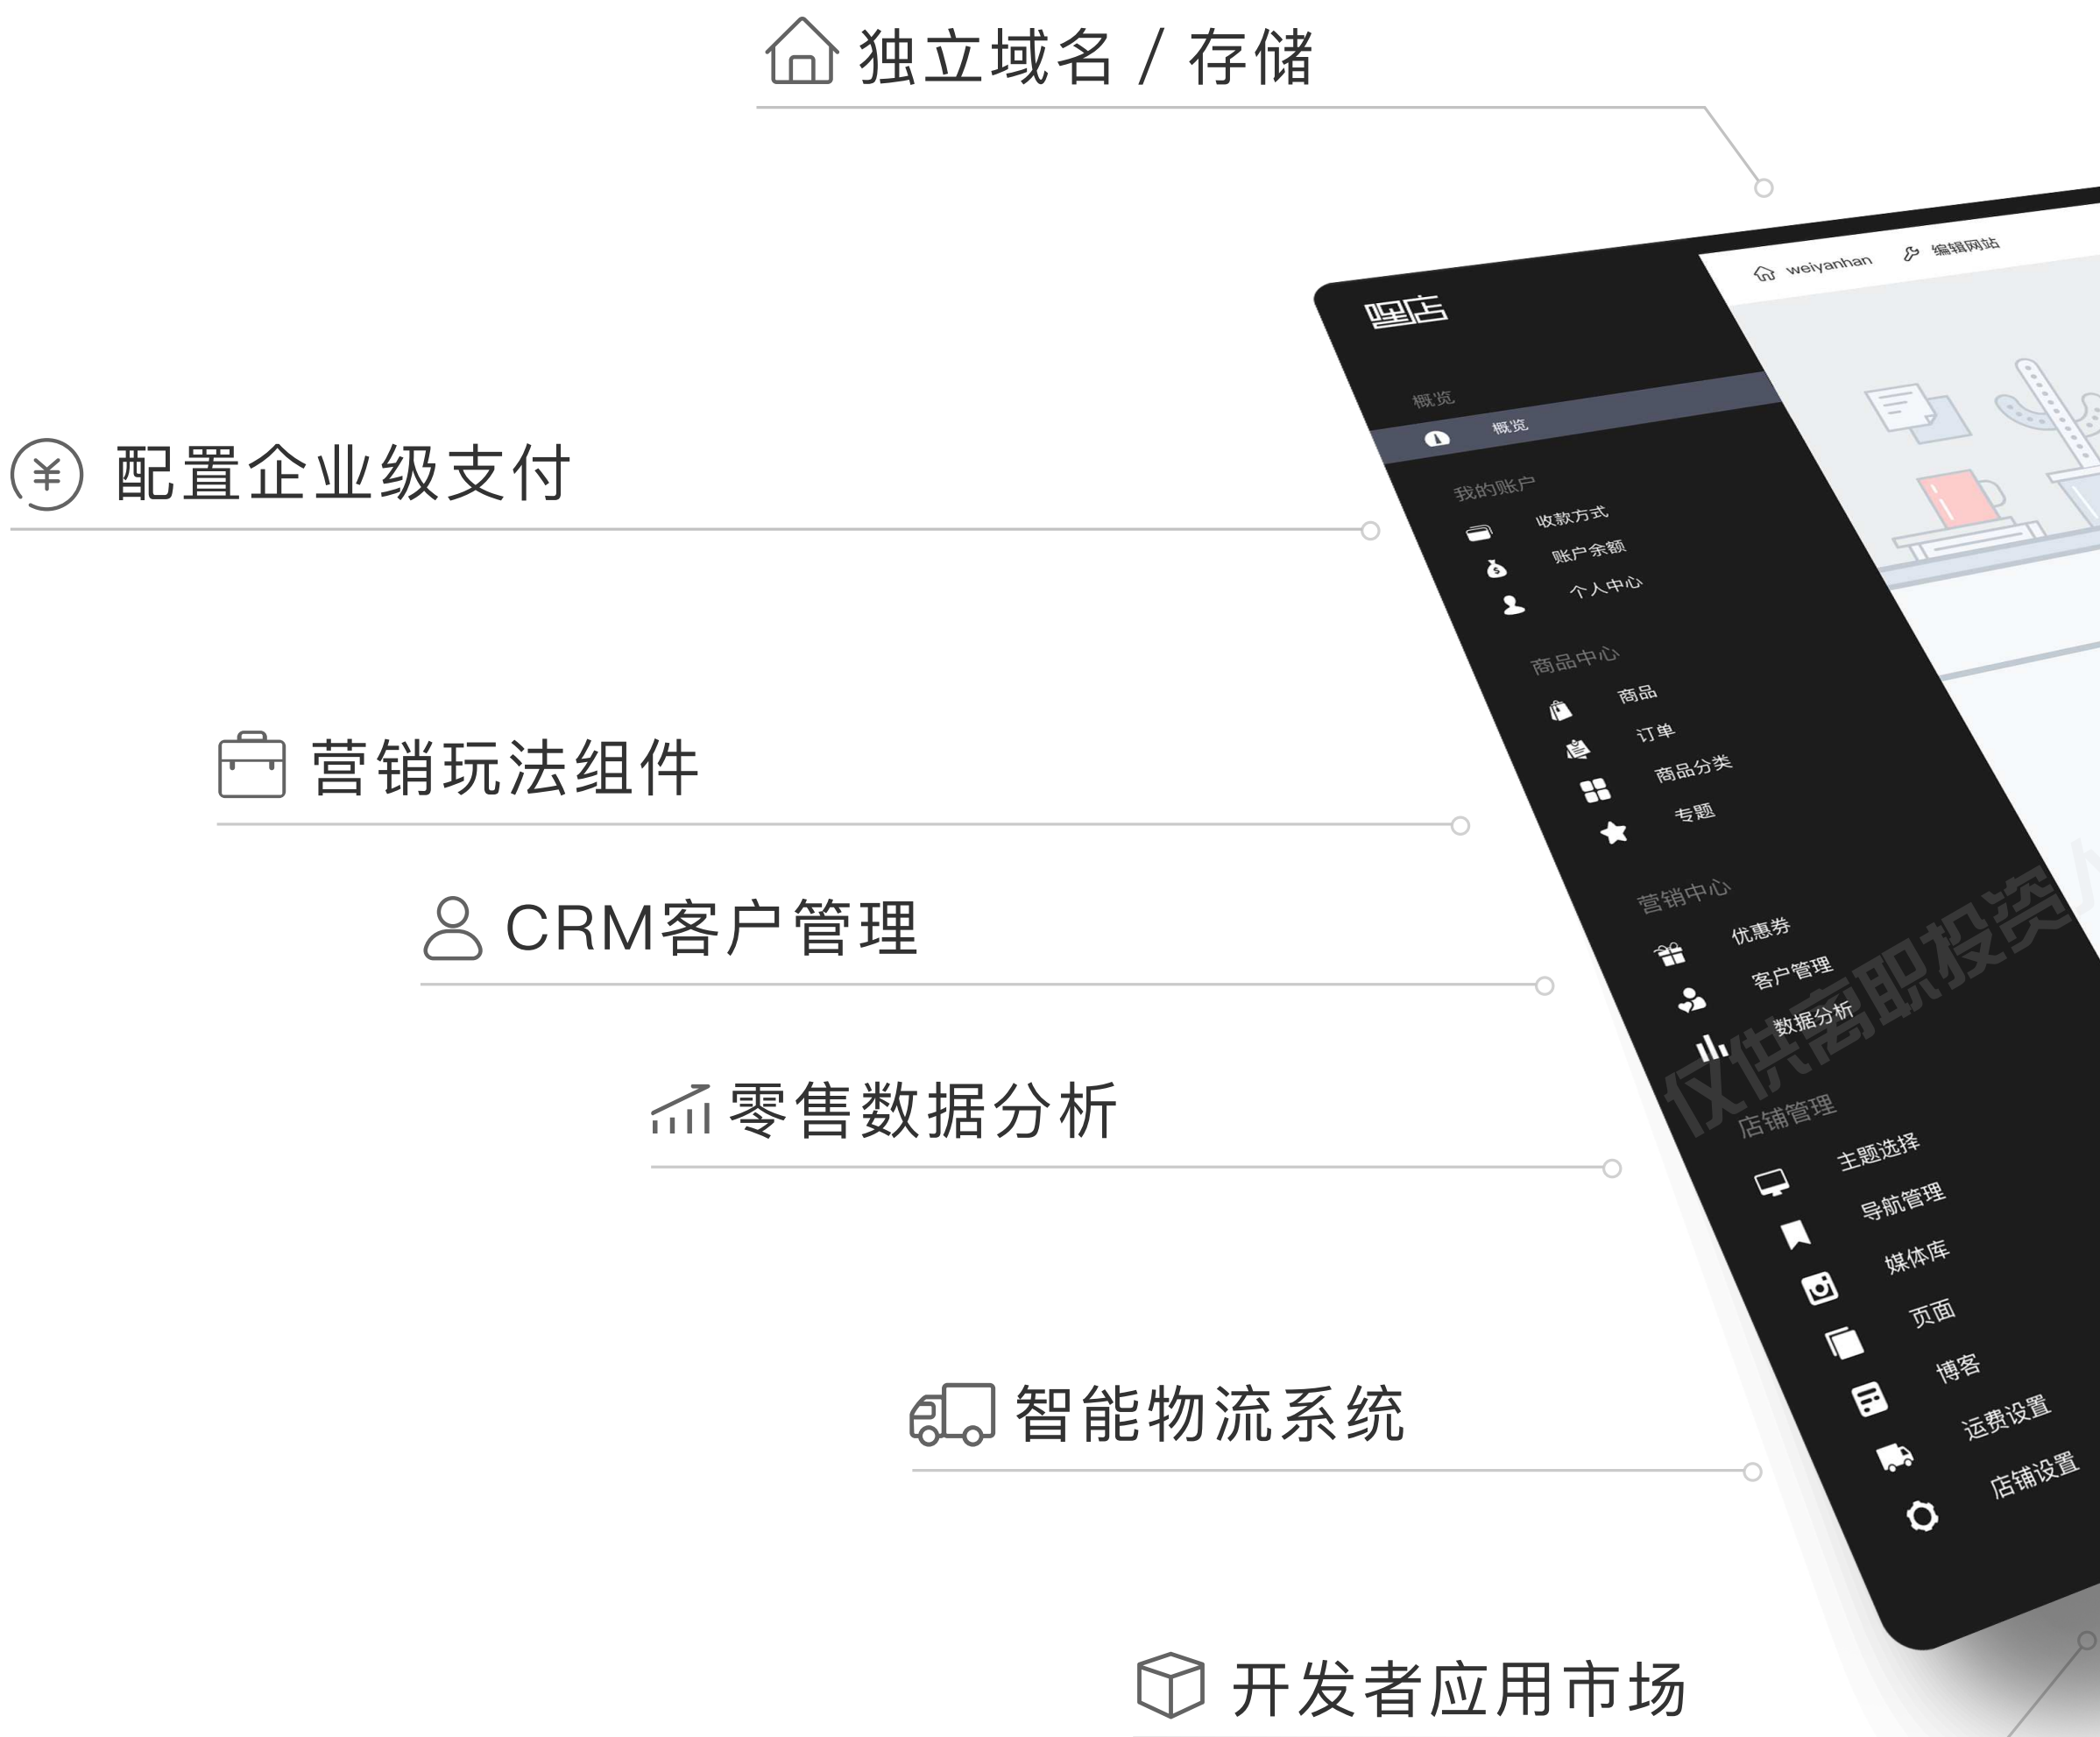 独立域名 / 存储
配置企业级支付
营销玩法组件
CRM客户管理
零售数据分析
智能物流系统
开发者应用市场
嘿店
weiyanhan 编辑网站
概览
概览
我的账户
收款方式
账户余额
个人中心
商品中心
商品
订单
商品分类
专题
营销中心
优惠券
客户管理
数据分析
店铺管理
主题选择
导航管理
媒体库
页面
博客
运费设置
店铺设置
仅供离职投资